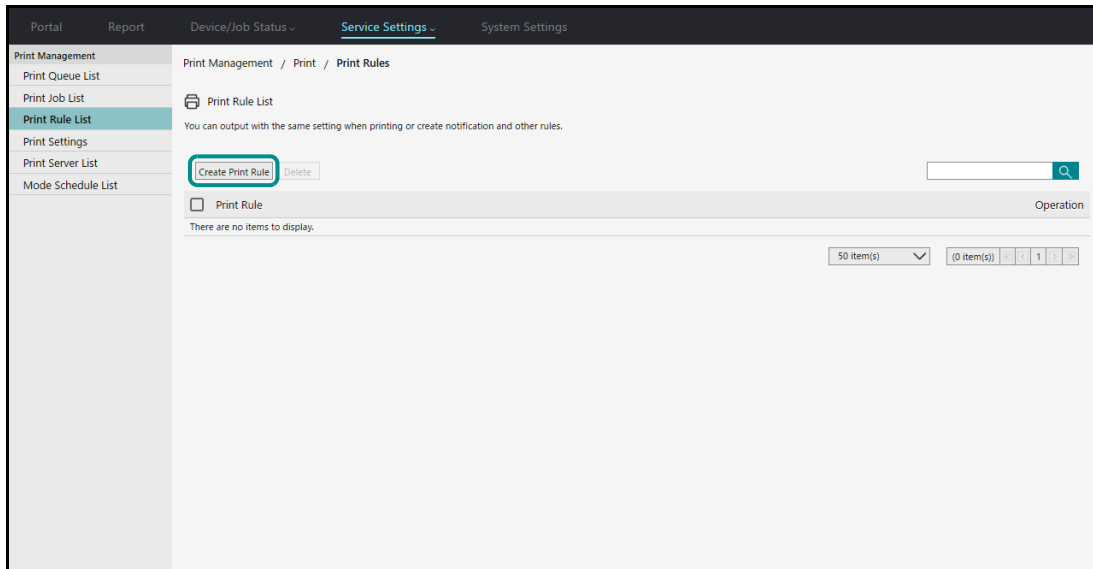 Portal Report Device/Job Status Service Settings System Settings
Print Management
Print Queue List
Print Job List
Print Rule List
Print Settings
Print Server List
Mode Schedule List
Print Management / Print / Print Rules
Print Rule List
You can output with the same setting when printing or create notification and other rules.
Create Print Rule Delete
Print Rule Operation
There are no items to display.
50 item(s) (0 item(s)) « < 1 > »